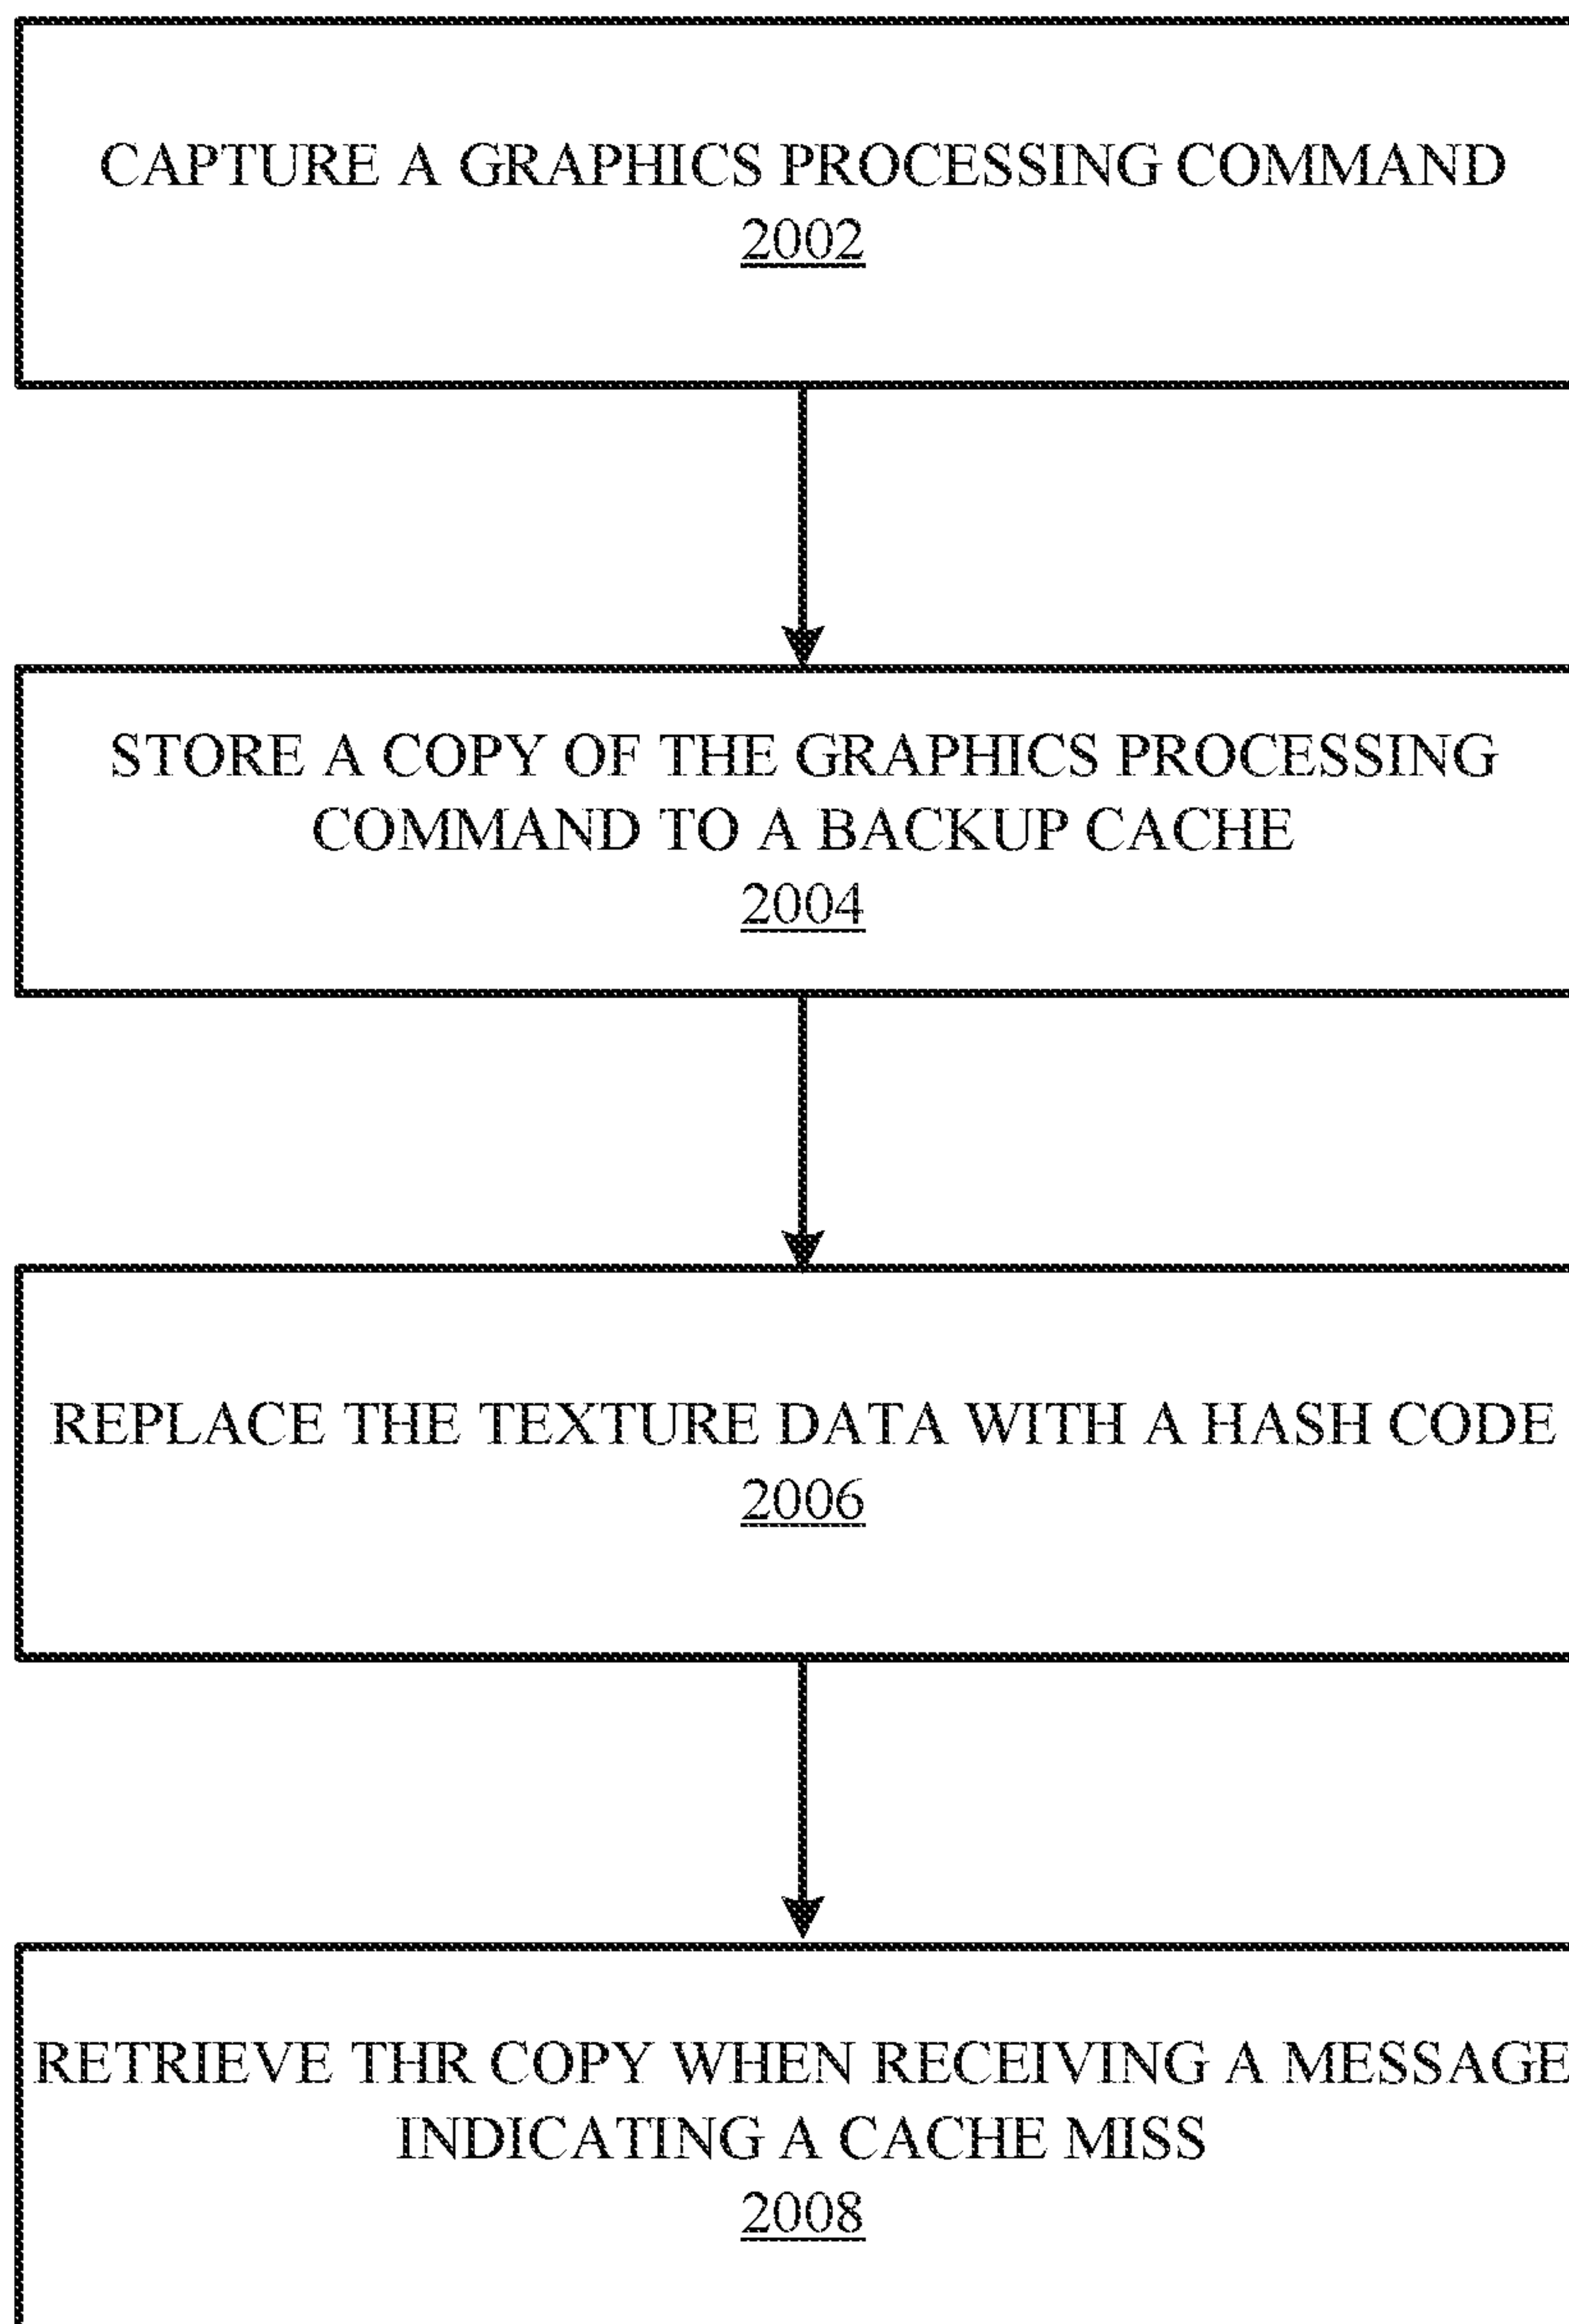 CAPTURE A GRAPHICS PROCESSING COMMAND
2002
STORE A COPY OF THE GRAPHICS PROCESSING
COMMAND TO A BACKUP CACHE
2004
REPLACE THE TEXTURE DATA WITH A HASH CODE
2006
RETRIEVE THR COPY WHEN RECEIVING A MESSAGE
INDICATING A CACHE MISS
2008